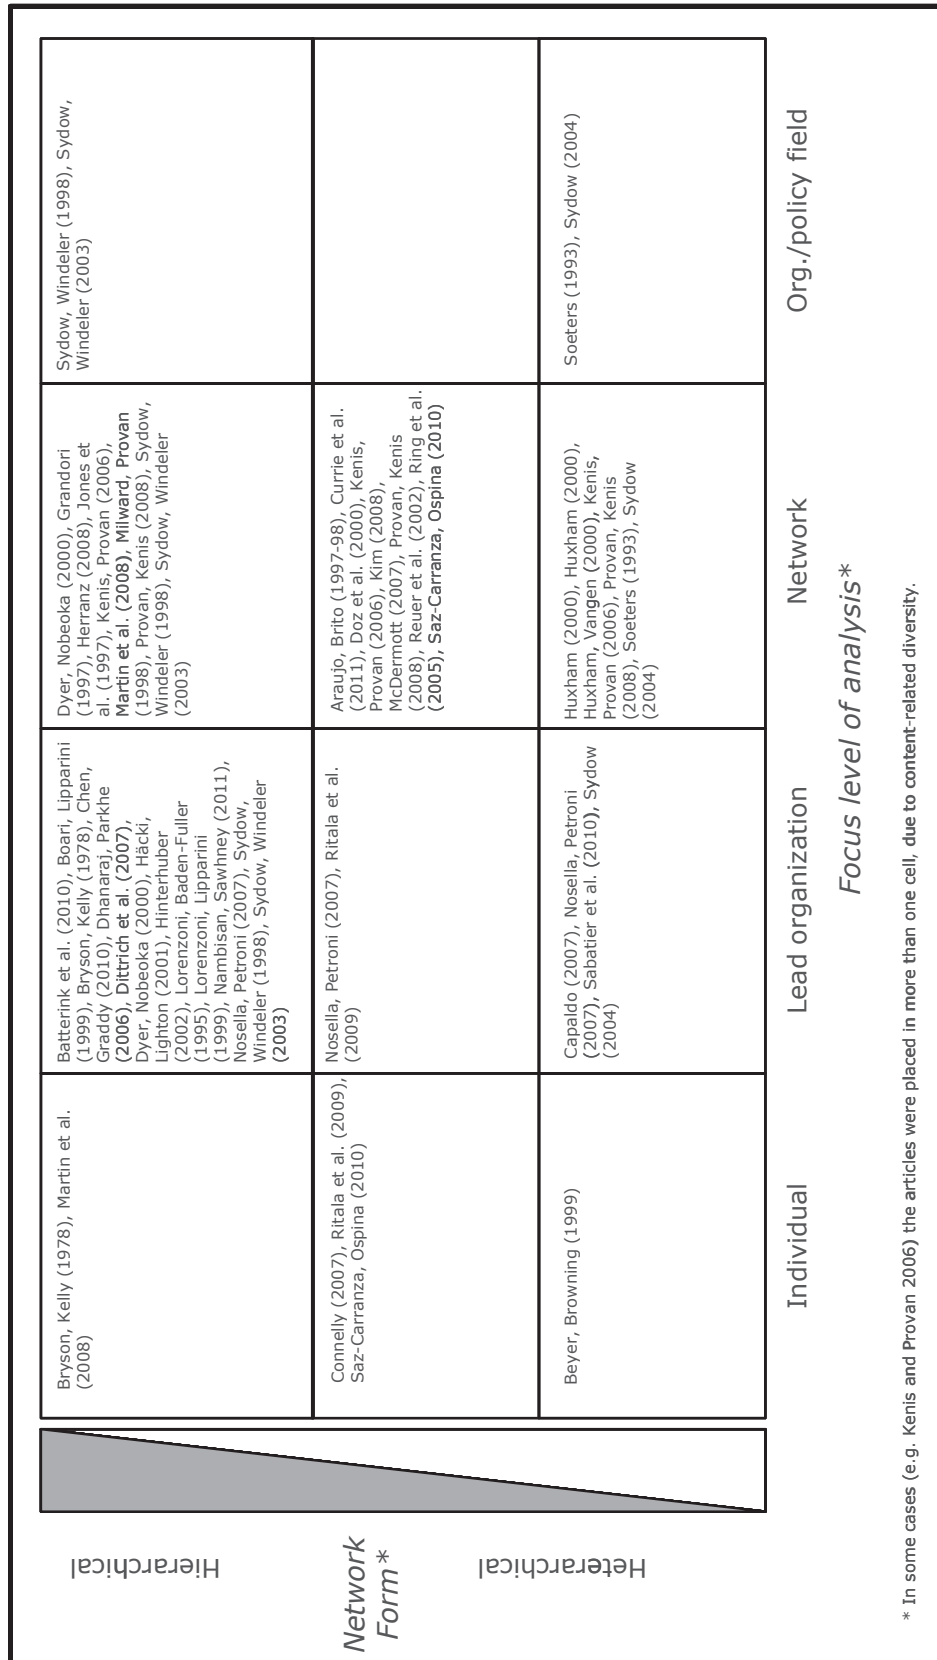 Hierarchical
Network
Form*
Heterarchical
Bryson, Kelly (1978), Martin et al.
(2008)
Batterink et al. (2010), Boari, Lipparini
(1999), Bryson, Kelly (1978), Chen,
Graddy (2010), Dhanaraj, Parkhe
(2006), Dittrich et al. (2007),
Dyer, Nobeoka (2000), Häcki,
Lighton (2001), Hinterhuber
(2002), Lorenzoni, Baden-Fuller
(1995), Lorenzoni, Lipparini
(1999), Nambisan, Sawhney (2011),
Nosella, Petroni (2007), Sydow,
Windeler (1998), Sydow, Windeler
(2003)
Dyer, Nobeoka (2000), Grandori
(1997), Herranz (2008), Jones et
al. (1997), Kenis, Provan (2006),
Martin et al. (2008), Milward, Provan
(1998), Provan, Kenis (2008), Sydow,
Windeler (1998), Sydow, Windeler
(2003)
Sydow, Windeler (1998), Sydow,
Windeler (2003)
Connelly (2007), Ritala et al. (2009),
Saz-Carranza, Ospina (2010)
Nosella, Petroni (2007), Ritala et al.
(2009)
Araujo, Brito (1997-98), Currie et al.
(2011), Doz et al. (2000), Kenis,
Provan (2006), Kim (2008),
McDermott (2007), Provan, Kenis
(2008), Reuer et al. (2002), Ring et al.
(2005), Saz-Carranza, Ospina (2010)
Beyer, Browning (1999)
Capaldo (2007), Nosella, Petroni
(2007), Sabatier et al. (2010), Sydow
(2004)
Huxham (2000), Huxham (2000),
Huxham, Vangen (2000), Kenis,
Provan (2006), Provan, Kenis
(2008), Soeters (1993), Sydow
(2004)
Soeters (1993), Sydow (2004)
Individual
Lead organization
Network
Org./policy field
Focus level of analysis*
* In some cases (e.g. Kenis and Provan 2006) the articles were placed in more than one cell, due to content-related diversity.